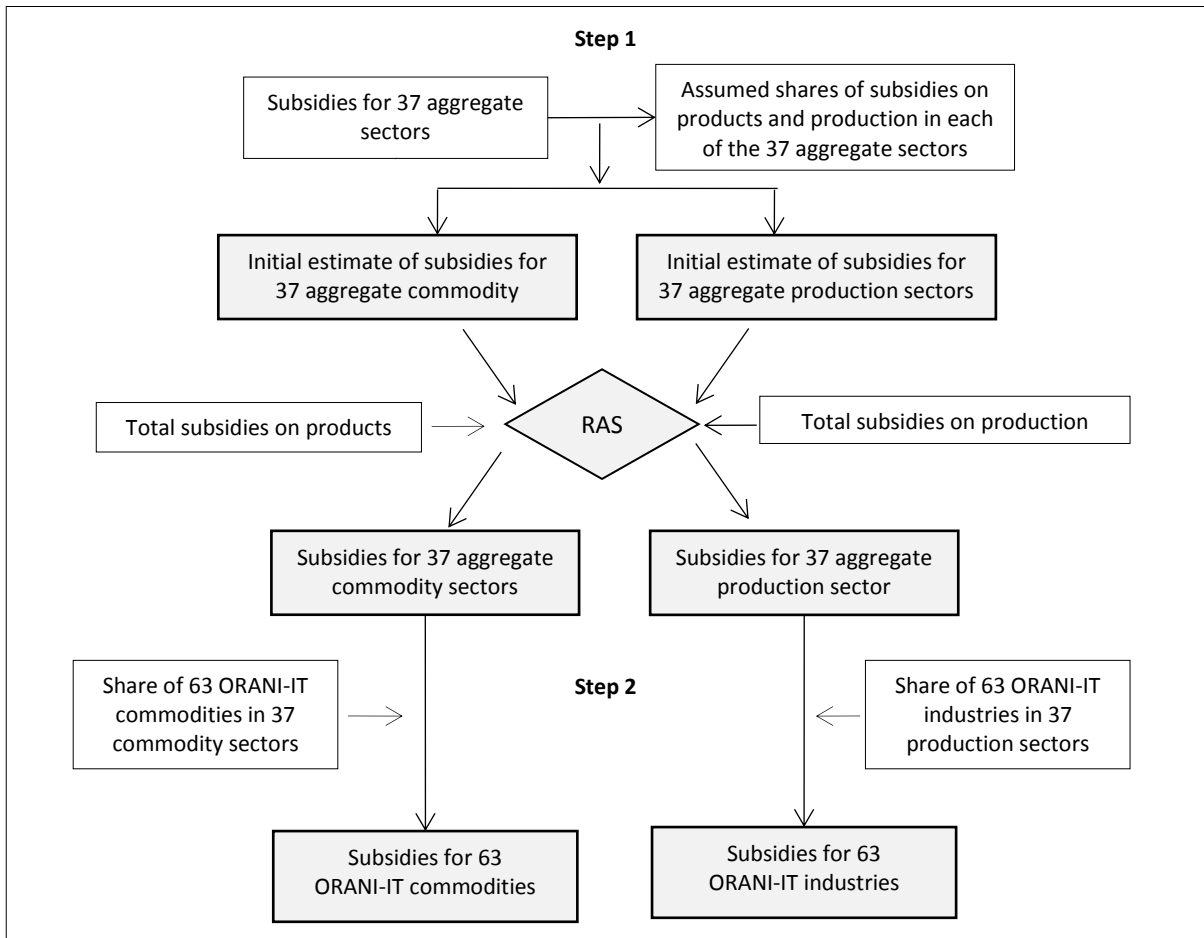 Step 1
Subsidies for 37 aggregate
sectors
Assumed shares of subsidies on
products and production in each
of the 37 aggregate sectors
Initial estimate of subsidies for
37 aggregate commodity
Initial estimate of subsidies for
37 aggregate production sectors
Total subsidies on products
RAS
Total subsidies on production
Subsidies for 37 aggregate
commodity sectors
Subsidies for 37 aggregate
production sector
Share of 63 ORANI-IT
commodities in 37
commodity sectors
Step 2
Share of 63 ORANI-IT
industries in 37
production sectors
Subsidies for 63
ORANI-IT commodities
Subsidies for 63
ORANI-IT industries